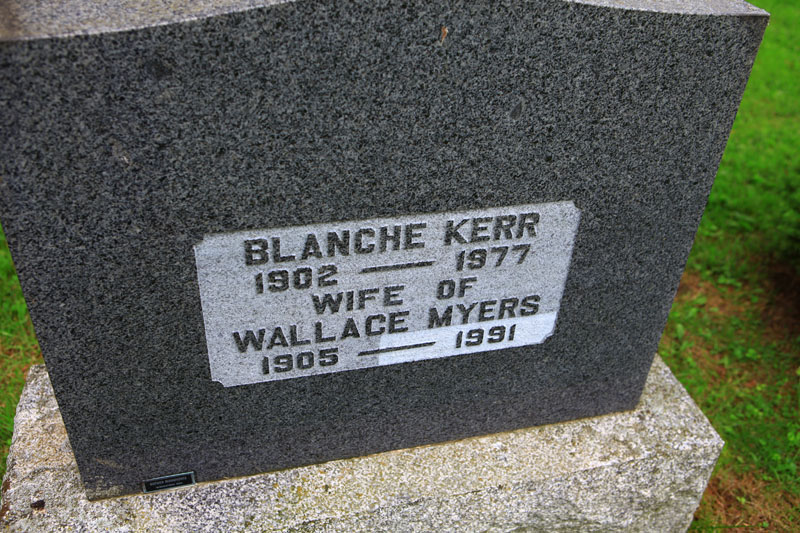 BLANCHE KERR
1902 — 1977
WIFE OF
WALLACE MYERS
1905 — 1991